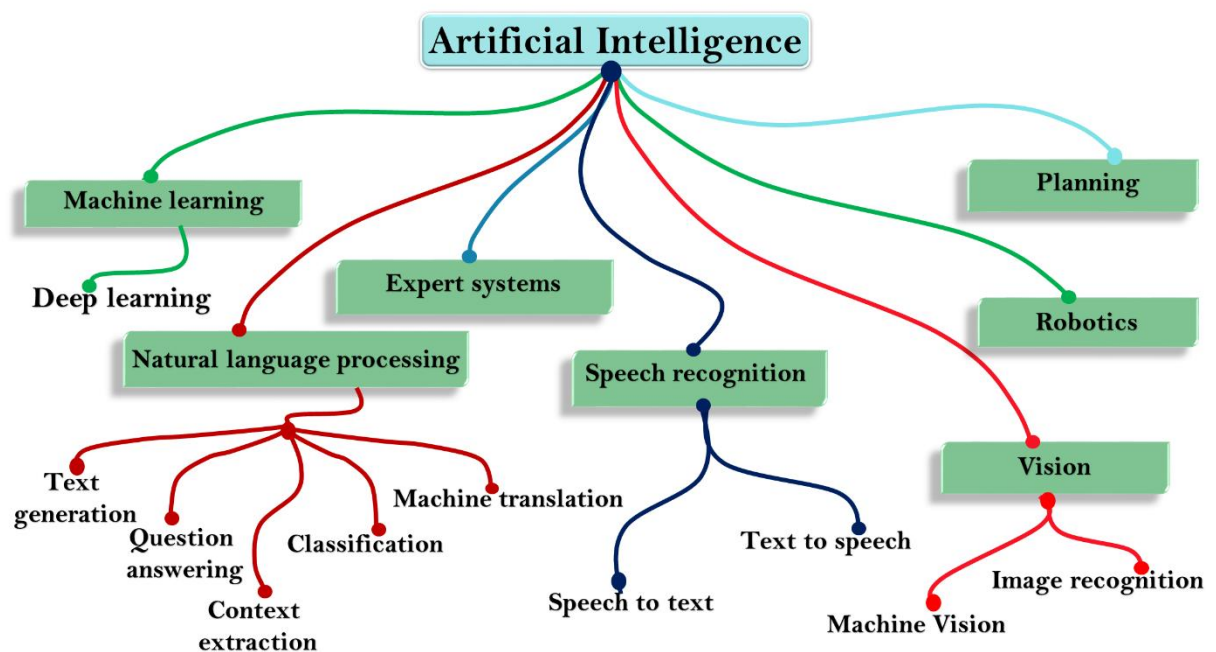 Artificial Intelligence
Machine learning
Planning
Deep learning
Expert systems
Robotics
Natural language processing
Speech recognition
Vision
Text
generation
Question
answering
Context
extraction
Classification
Machine translation
Speech to text
Text to speech
Machine Vision
Image recognition